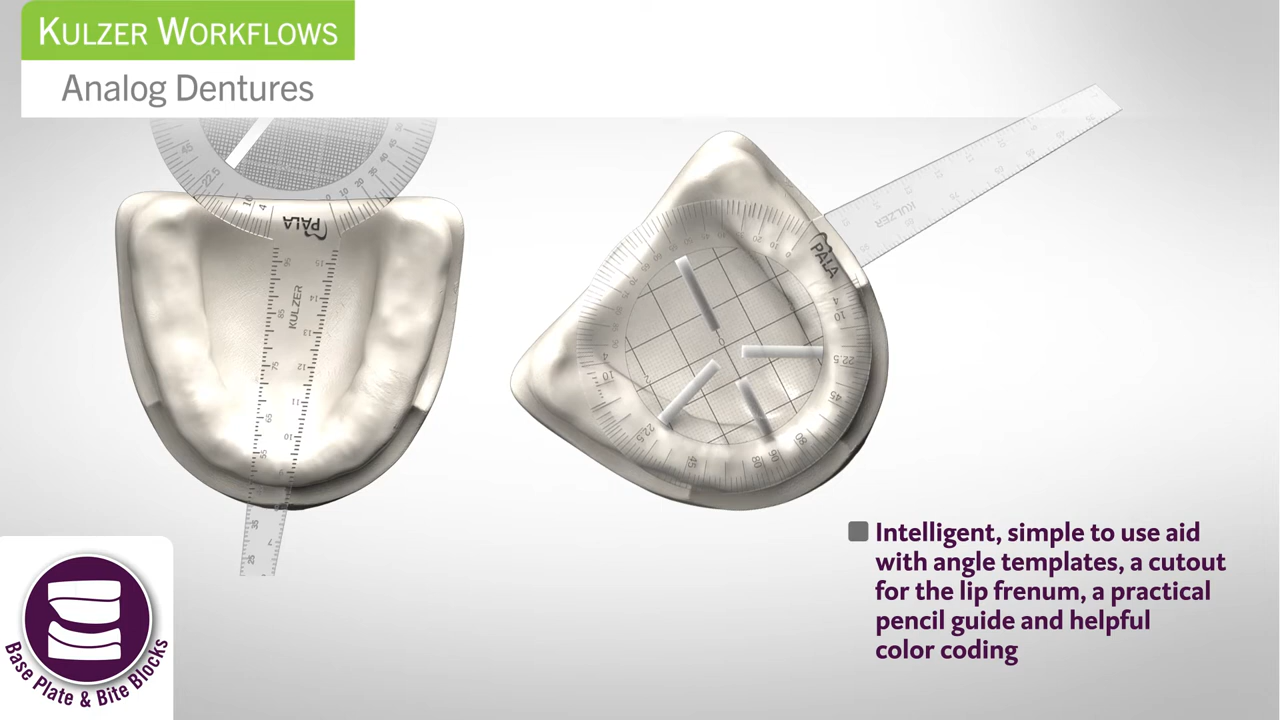 KULZER WORKFLOWS
Analog Dentures
PALA
KULZER
PALA
KULZER
Intelligent, simple to use aid
with angle templates, a cutout
for the lip frenum, a practical
pencil guide and helpful
color coding
Base Plate & Bite Blocks